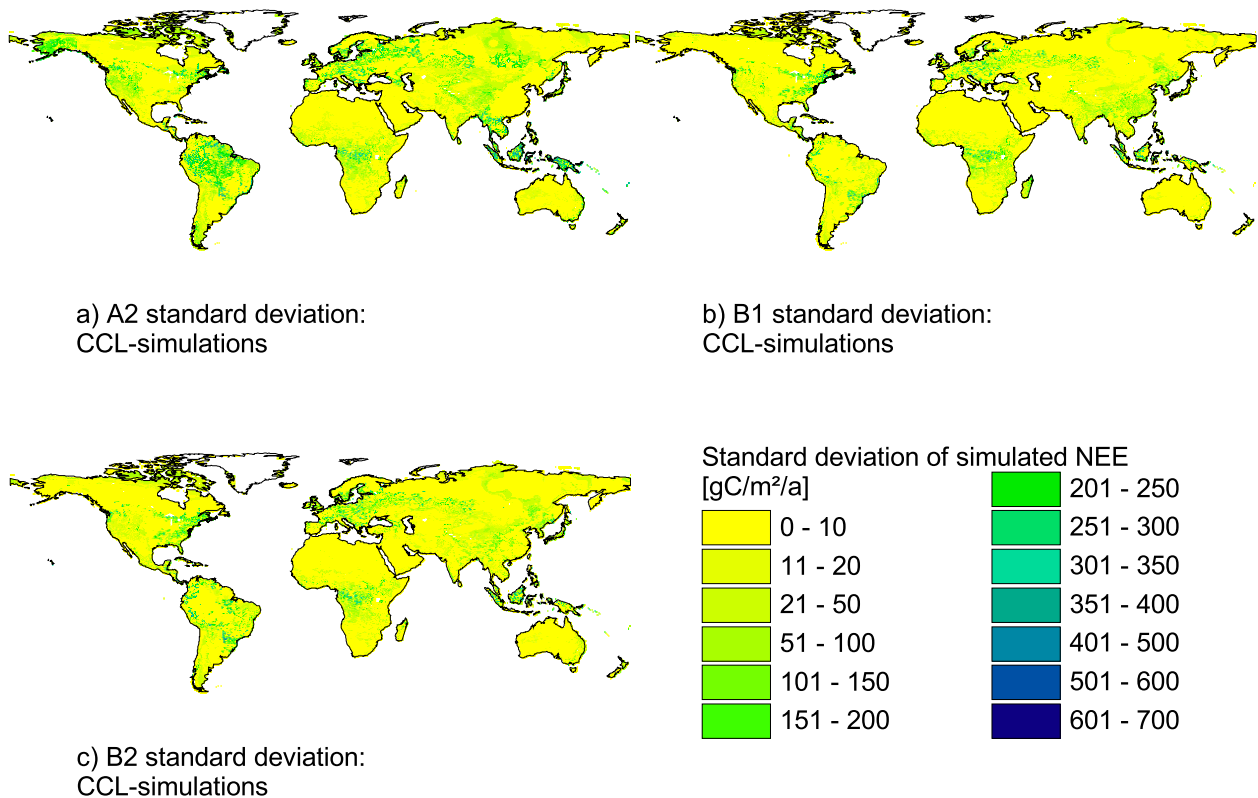 a) A2 standard deviation:
CCL-simulations
b) B1 standard deviation:
CCL-simulations
c) B2 standard deviation:
CCL-simulations
Standard deviation of simulated NEE
[gC/m²/a]
0 - 10
11 - 20
21 - 50
51 - 100
101 - 150
151 - 200
201 - 250
251 - 300
301 - 350
351 - 400
401 - 500
501 - 600
601 - 700